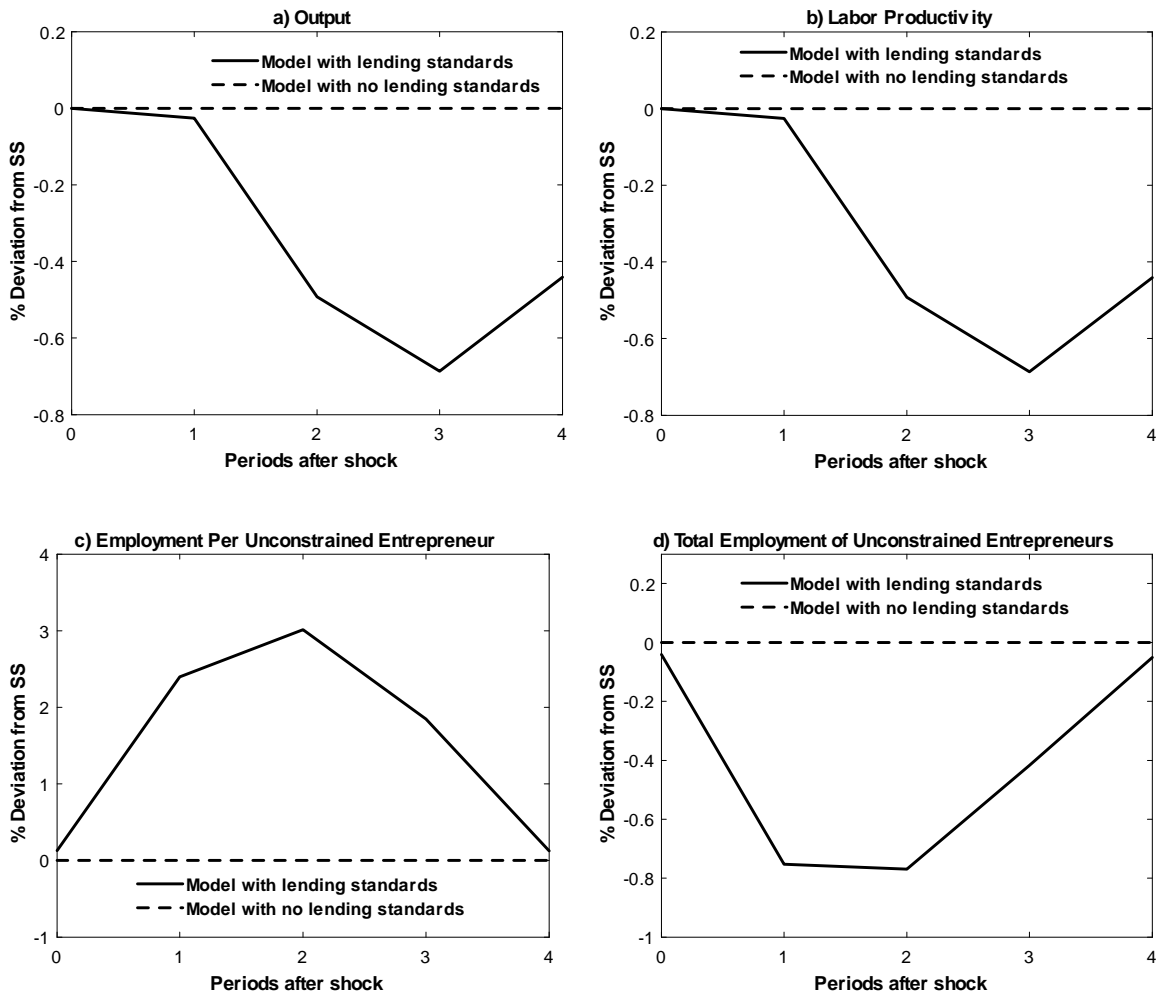 a) Output
0.2
0
-0.2
-0.4
-0.6
-0.8
% Deviation from SS
Model with lending standards
Model with no lending standards
0 1 2 3 4
Periods after shock
b) Labor Productivity
0.2
0
-0.2
-0.4
-0.6
-0.8
% Deviation from SS
Model with lending standards
Model with no lending standards
0 1 2 3 4
Periods after shock
c) Employment Per Unconstrained Entrepreneur
4
3
2
1
0
-1
% Deviation from SS
Model with lending standards
Model with no lending standards
0 1 2 3 4
Periods after shock
d) Total Employment of Unconstrained Entrepreneurs
0.2
0
-0.2
-0.4
-0.6
-0.8
-1
% Deviation from SS
Model with lending standards
Model with no lending standards
0 1 2 3 4
Periods after shock